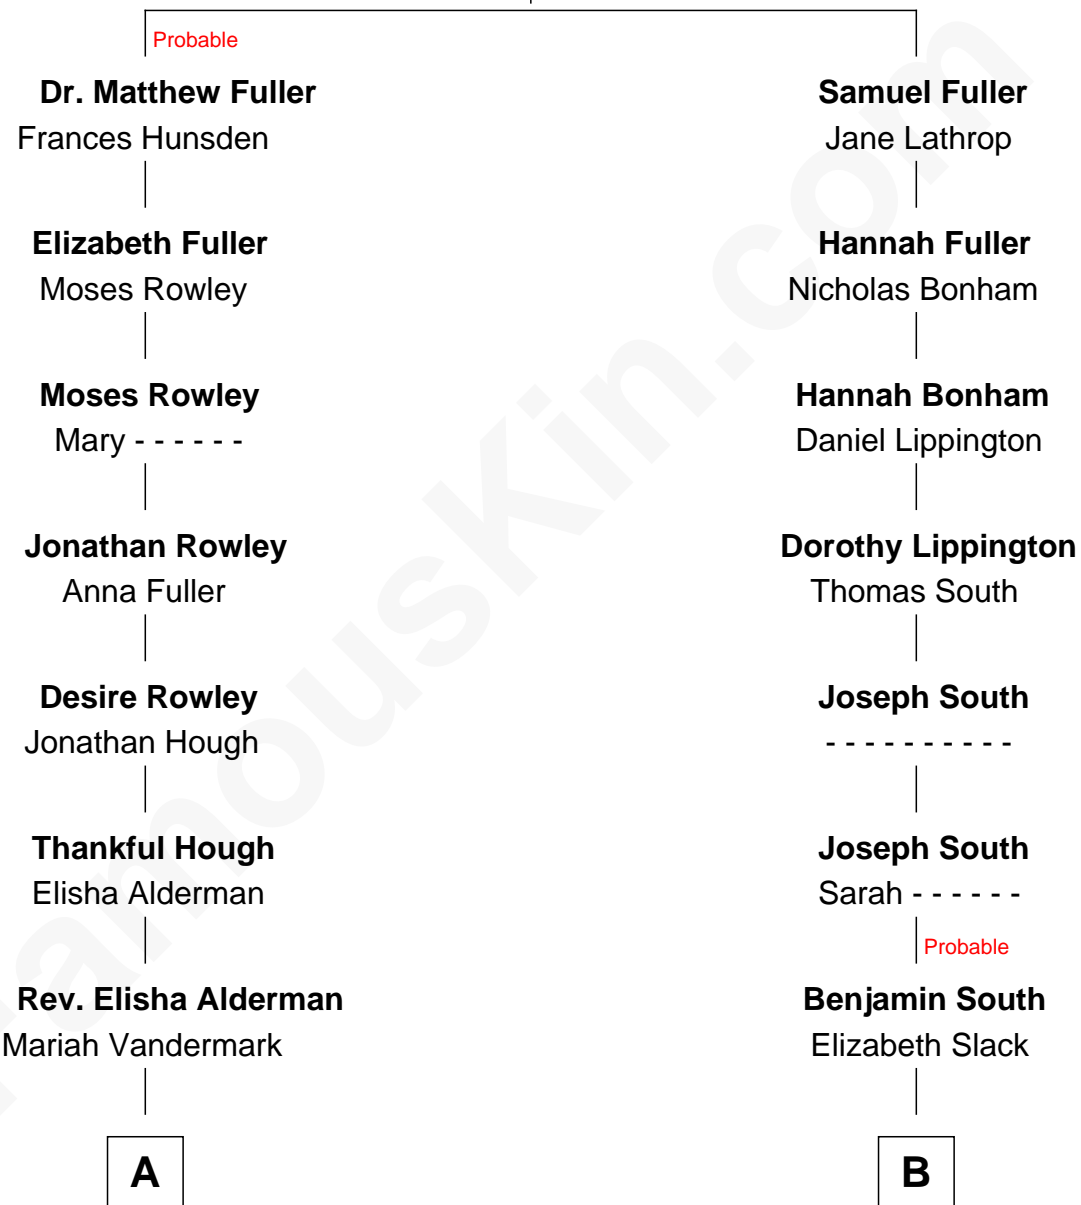 Probable
Dr. Matthew Fuller
Frances Hunsden
Elizabeth Fuller
Moses Rowley
Moses Rowley
Mary - - - - - -
Jonathan Rowley
Anna Fuller
Desire Rowley
Jonathan Hough
Thankful Hough
Elisha Alderman
Rev. Elisha Alderman
Mariah Vandermark
A
Samuel Fuller
Jane Lathrop
Hannah Fuller
Nicholas Bonham
Hannah Bonham
Daniel Lippington
Dorothy Lippington
Thomas South
Joseph South
- - - - - - - - - -
Joseph South
Sarah - - - - - -
Probable
Benjamin South
Elizabeth Slack
B
FamousKin.com